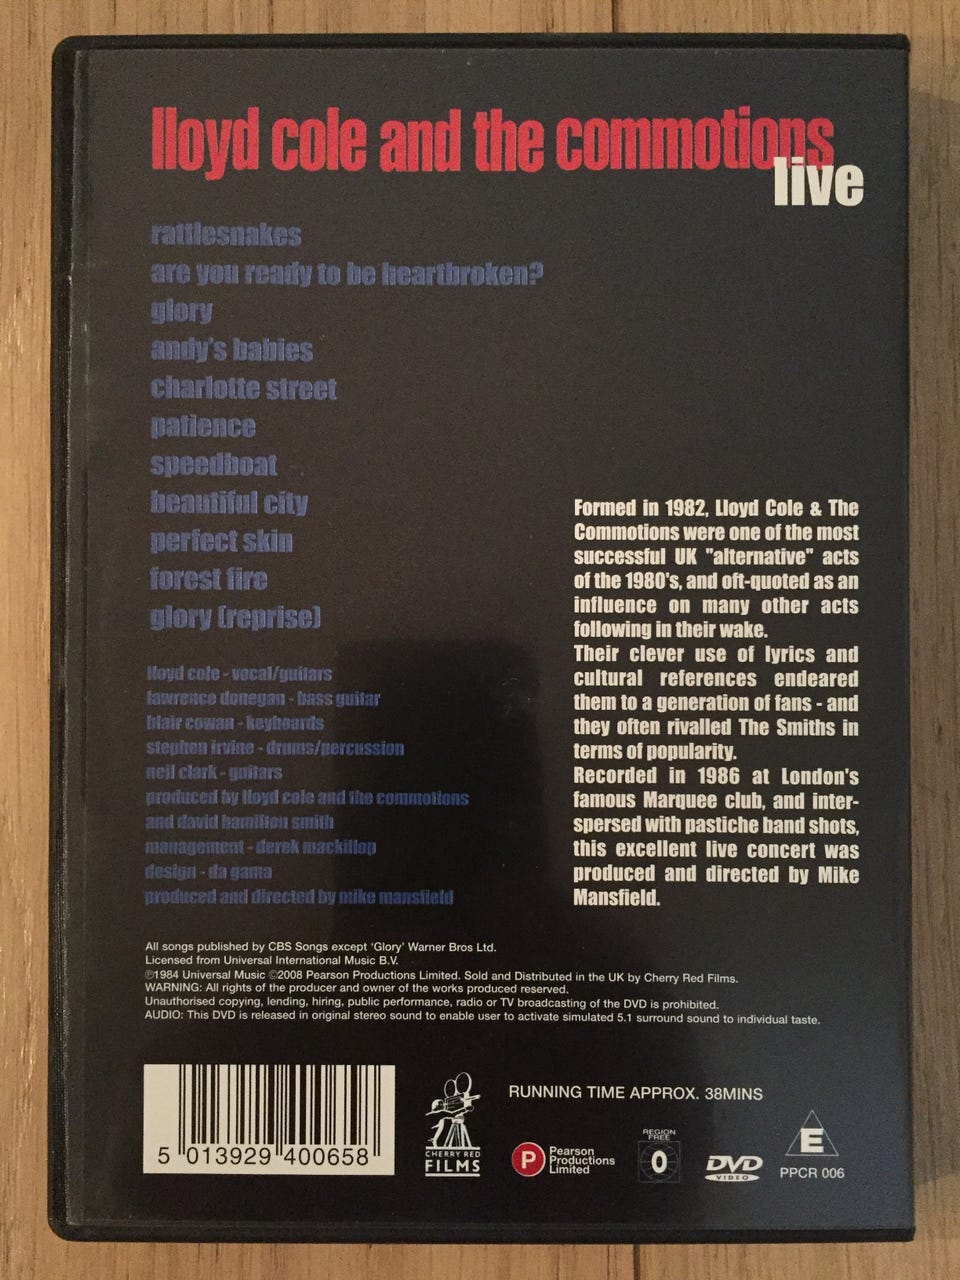 lloyd cole and the commotions
live
rattlesnakes
are you ready to be heartbroken?
glory
andy's babies
charlotte street
patience
speedboat
beautiful city
perfect skin
forest fire
glory (reprise)
lloyd cole - vocal/guitars
lawrence donegan - bass guitar
blair cowan - keyboards
stephen irvine - drums/percussion
neil clark - guitars
produced by lloyd cole and the commotions
and david hamilton smith
management - derek mackillop
design - da gama
produced and directed by mike mansfield
Formed in 1982, Lloyd Cole & The
Commotions were one of the most
successful UK "alternative" acts
of the 1980's, and oft-quoted as an
influence on many other acts
following in their wake.
Their clever use of lyrics and
cultural references endeared
them to a generation of fans - and
they often rivalled The Smiths in
terms of popularity.
Recorded in 1986 at London's
famous Marquee club, and inter-
spersed with pastiche band shots,
this excellent live concert was
produced and directed by Mike
Mansfield.
All songs published by CBS Songs except 'Glory' Warner Bros Ltd.
Licensed from Universal International Music B.V.
℗1984 Universal Music ©2008 Pearson Productions Limited. Sold and Distributed in the UK by Cherry Red Films.
WARNING: All rights of the producer and owner of the works produced reserved.
Unauthorised copying, lending, hiring, public performance, radio or TV broadcasting of the DVD is prohibited.
AUDIO: This DVD is released in original stereo sound to enable user to activate simulated 5.1 surround sound to individual taste.
5 013929 400658
CHERRY RED
FILMS
RUNNING TIME APPROX. 38MINS
P
Pearson
Productions
Limited
REGION
FREE
0
DVD
VIDEO
E
PPCR 006